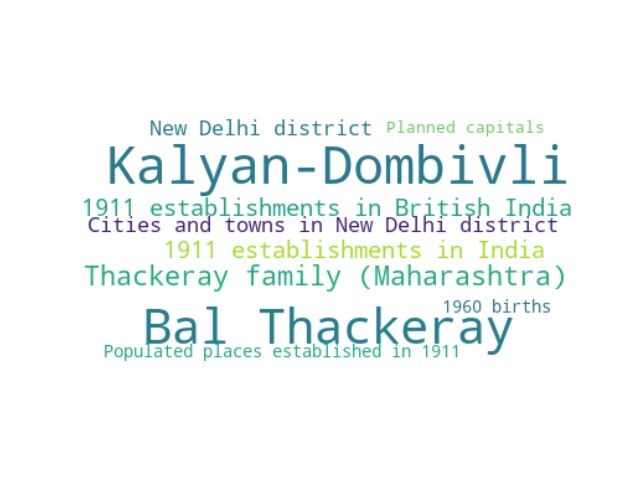 New Delhi district
Planned capitals
Kalyan-Dombivli
1911 establishments in British India
Cities and towns in New Delhi district
1911 establishments in India
Thackeray family (Maharashtra)
1960 births
Bal Thackeray
Populated places established in 1911